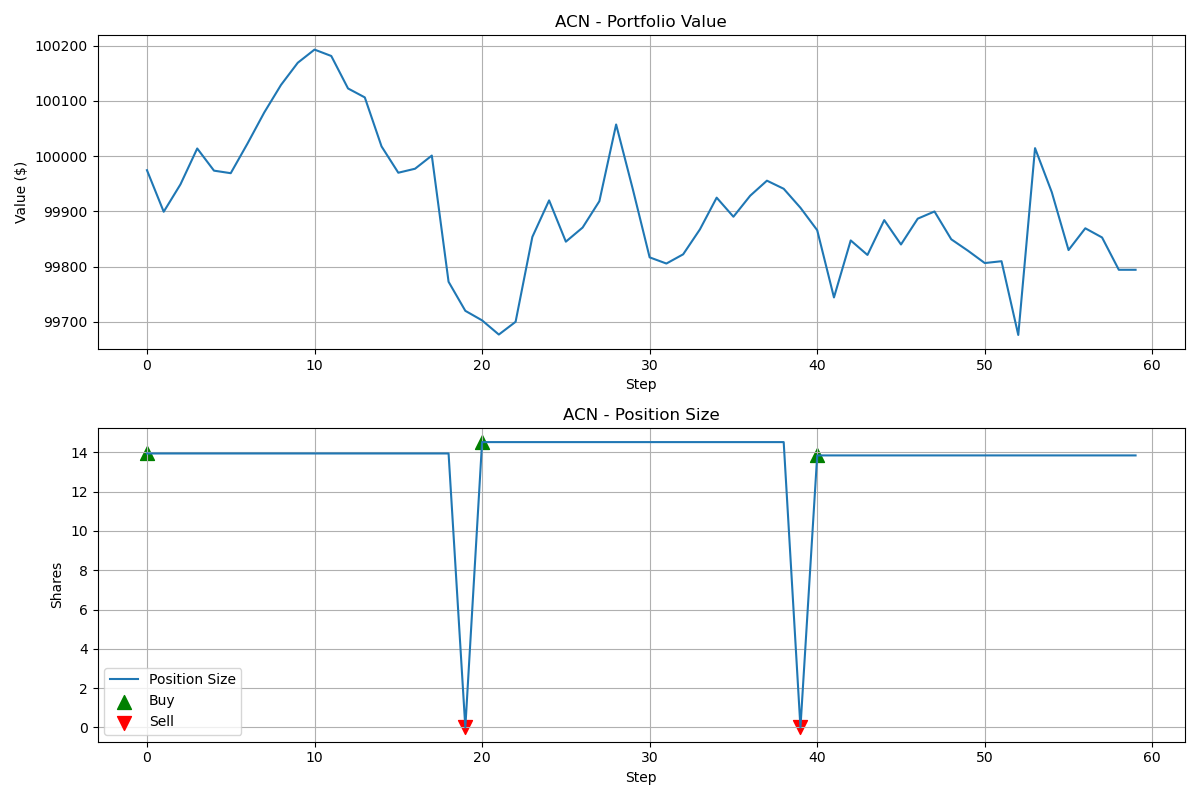 ACN - Portfolio Value
Value ($)
100200
100100
100000
99900
99800
99700
0 10 20 30 40 50 60
Step
ACN - Position Size
Shares
14
12
10
8
6
4
2
0
Position Size
Buy
Sell
0 10 20 30 40 50 60
Step